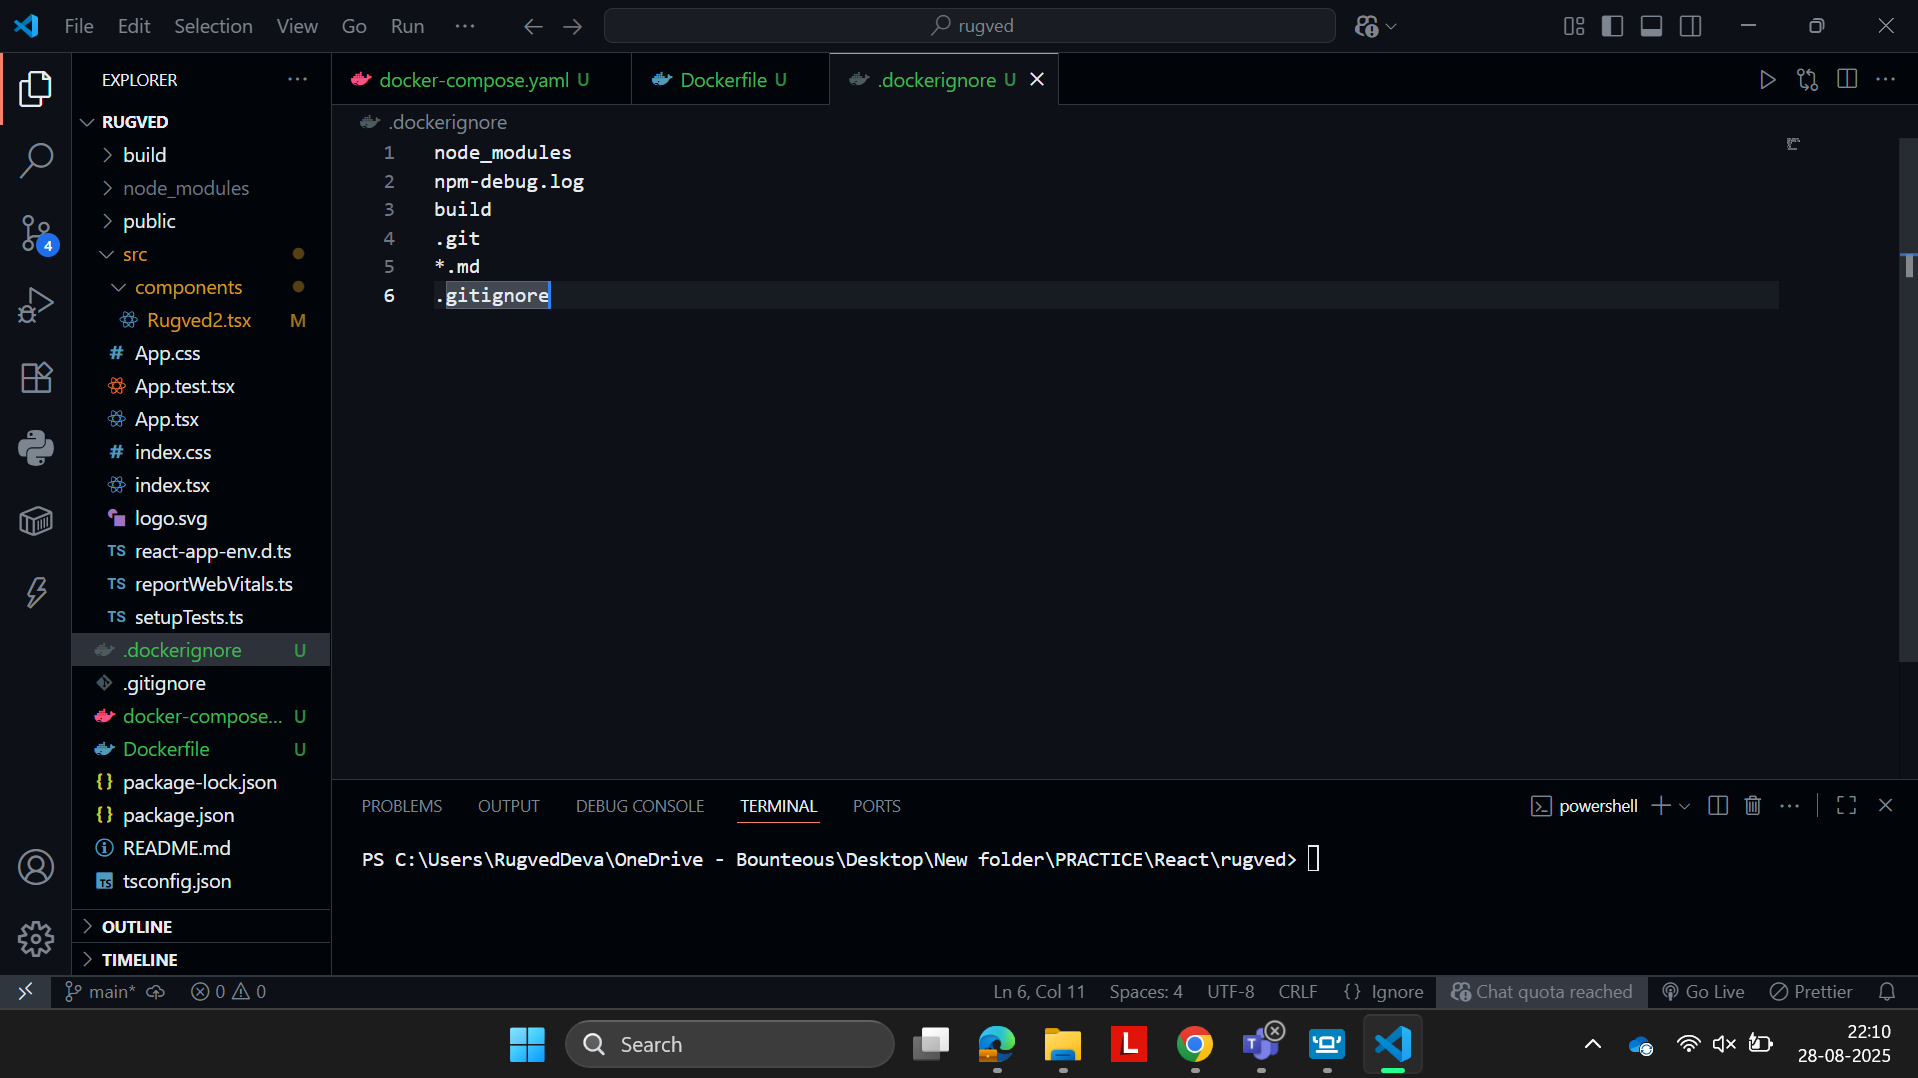 File Edit Selection View Go Run ···
rugved
EXPLORER
docker-compose.yaml U
Dockerfile U
.dockerignore U
RUGVED
build
node_modules
public
src
components
Rugved2.tsx M
# App.css
App.test.tsx
App.tsx
# index.css
index.tsx
logo.svg
TS react-app-env.d.ts
TS reportWebVitals.ts
TS setupTests.ts
.dockerignore U
.gitignore
docker-compose... U
Dockerfile U
{} package-lock.json
{} package.json
README.md
TS tsconfig.json
OUTLINE
TIMELINE
4
.dockerignore
1 node_modules
2 npm-debug.log
3 build
4 .git
5 *.md
6 .gitignore
PROBLEMS OUTPUT DEBUG CONSOLE TERMINAL PORTS
powershell
PS C:\Users\RugvedDeva\OneDrive - Bounteous\Desktop\New folder\PRACTICE\React\rugved>
main* 0 0
Ln 6, Col 11 Spaces: 4 UTF-8 CRLF {} Ignore Chat quota reached Go Live Prettier
Search
L
T
22:10
28-08-2025